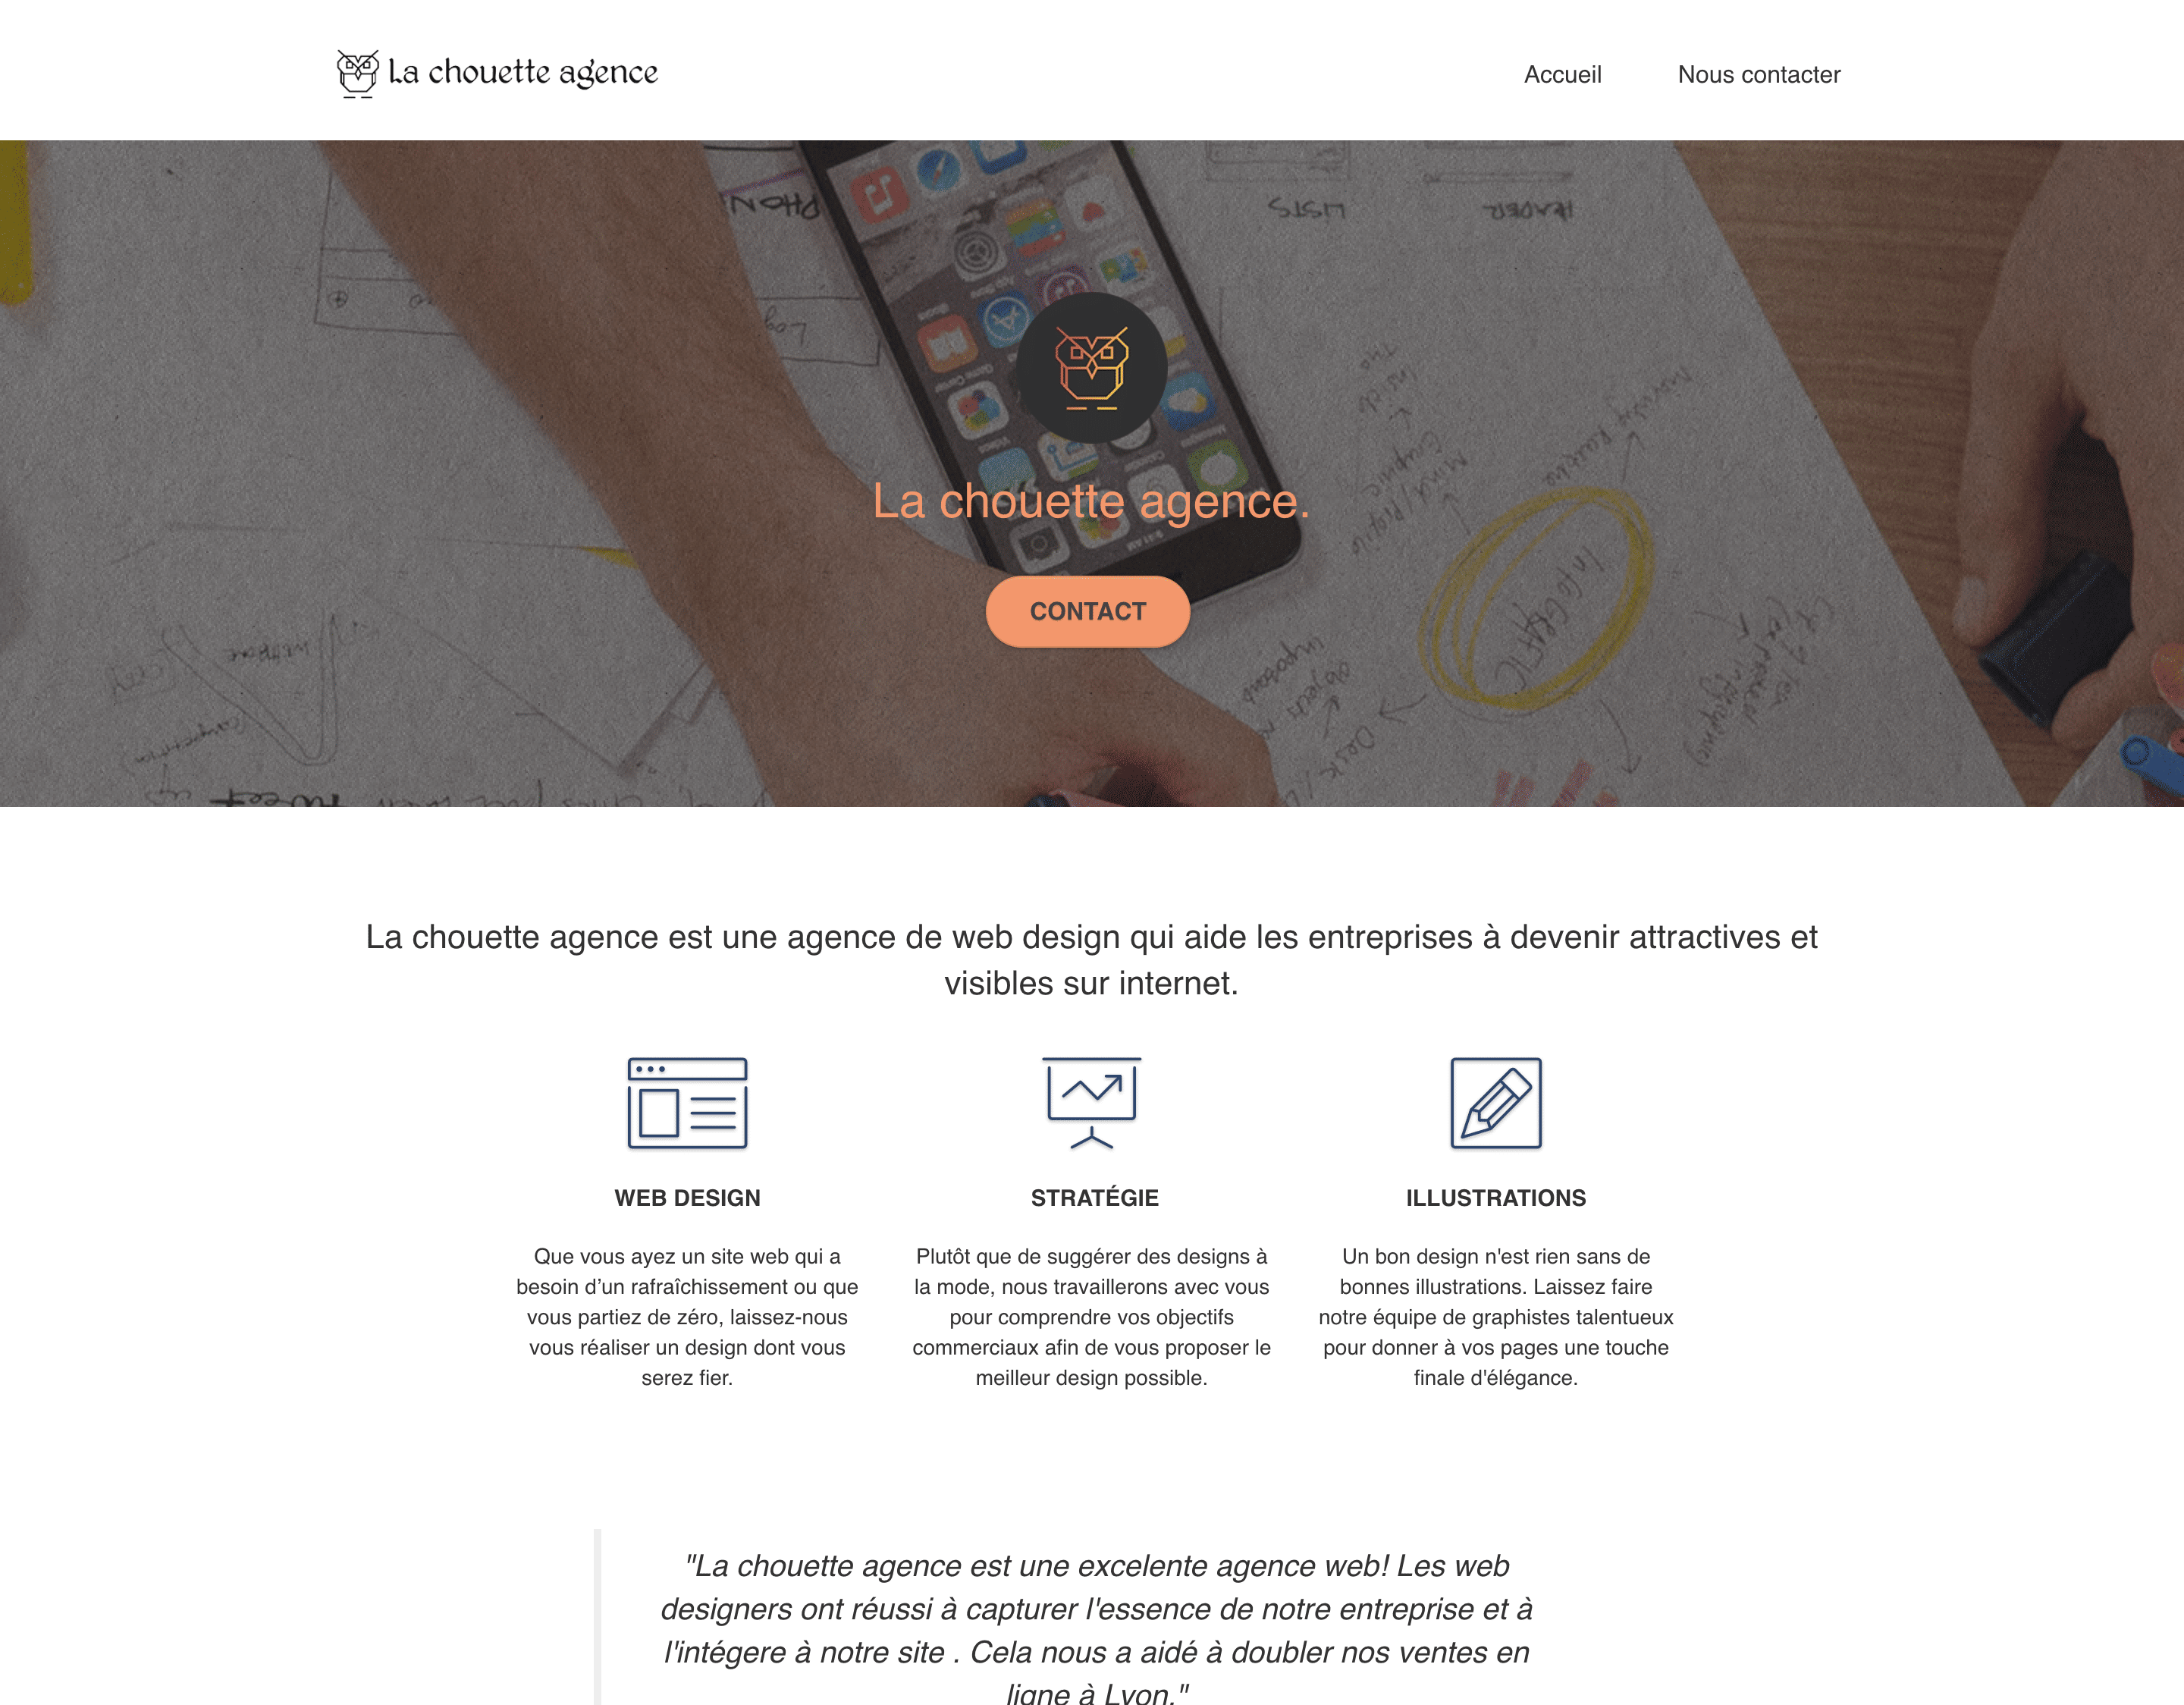 La chouette agence
Accueil
Nous contacter
LISTS
HEADER
La chouette agence.
CONTACT
La chouette agence est une agence de web design qui aide les entreprises à devenir attractives et
visibles sur internet.
WEB DESIGN
Que vous ayez un site web qui a
besoin d’un rafraîchissement ou que
vous partiez de zéro, laissez-nous
vous réaliser un design dont vous
serez fier.
STRATÉGIE
Plutôt que de suggérer des designs à
la mode, nous travaillerons avec vous
pour comprendre vos objectifs
commerciaux afin de vous proposer le
meilleur design possible.
ILLUSTRATIONS
Un bon design n'est rien sans de
bonnes illustrations. Laissez faire
notre équipe de graphistes talentueux
pour donner à vos pages une touche
finale d'élégance.
"La chouette agence est une excelente agence web! Les web
designers ont réussi à capturer l'essence de notre entreprise et à
l'intégere à notre site . Cela nous a aidé à doubler nos ventes en
ligne à Lyon."